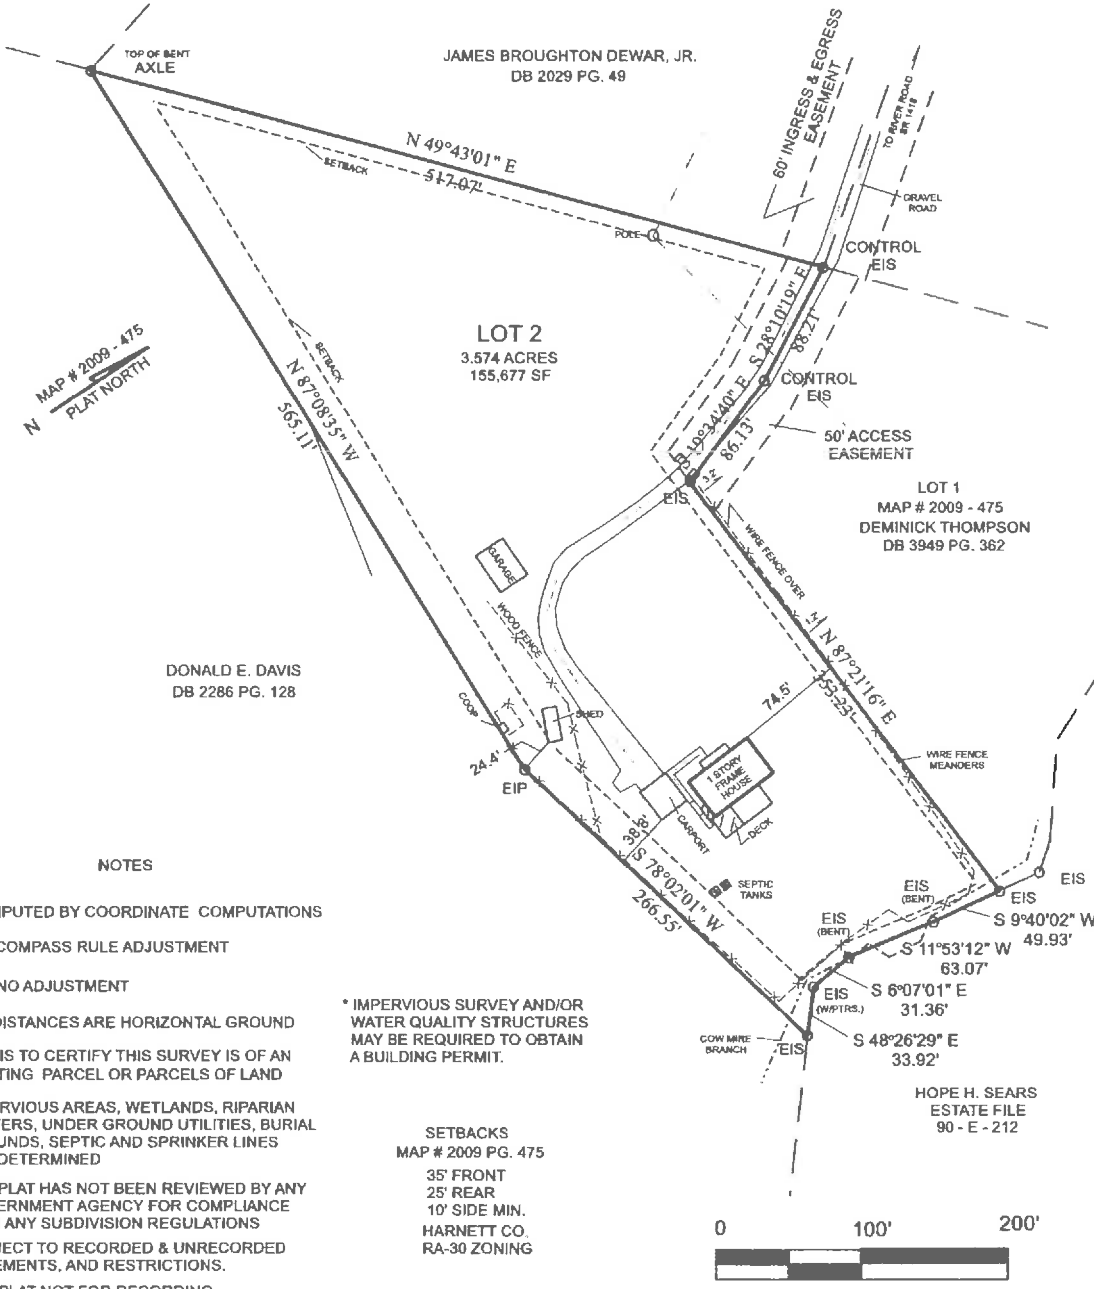 TOP OF BENT
AXLE
JAMES BROUGHTON DEWAR, JR.
DB 2029 PG. 49
60' INGRESS & EGRESS
EASEMENT
TO RIVER ROAD
SR 1418
GRAVEL
ROAD
N 49°43'01" E
517.07'
SETBACK
POLE
CONTROL
EIS
S 28°10'19" E
88.21'
LOT 2
3.574 ACRES
155,677 SF
MAP # 2009 - 475
PLAT NORTH
N
SETBACK
N 87°08'35" W
565.11'
CONTROL
EIS
S 19°34'40" E
86.13'
50' ACCESS
EASEMENT
EIS
LOT 1
MAP # 2009 - 475
DEMINICK THOMPSON
DB 3949 PG. 362
WIRE FENCE OVER
GARAGE
WOOD FENCE
N 87°21'16" E
353.23'
DONALD E. DAVIS
DB 2286 PG. 128
COOP
SHED
74.5'
24.4'
EIP
WIRE FENCE
MEANDERS
1 STORY
FRAME
HOUSE
CARPORT
DECK
38.8'
S 78°02'01" W
266.55'
SEPTIC
TANKS
EIS
(BENT)
EIS
EIS
S 9°40'02" W
49.93'
EIS
(BENT)
S 11°53'12" W
63.07'
EIS
(W/PTRS.)
S 6°07'01" E
31.36'
COW MIRE
BRANCH
EIS
S 48°26'29" E
33.92'
HOPE H. SEARS
ESTATE FILE
90 - E - 212
NOTES
PUTED BY COORDINATE COMPUTATIONS
COMPASS RULE ADJUSTMENT
NO ADJUSTMENT
DISTANCES ARE HORIZONTAL GROUND
IS TO CERTIFY THIS SURVEY IS OF AN
TING PARCEL OR PARCELS OF LAND
RVIOUS AREAS, WETLANDS, RIPARIAN
ERS, UNDER GROUND UTILITIES, BURIAL
UNDS, SEPTIC AND SPRINKER LINES
DETERMINED
PLAT HAS NOT BEEN REVIEWED BY ANY
ERNMENT AGENCY FOR COMPLIANCE
ANY SUBDIVISION REGULATIONS
ECT TO RECORDED & UNRECORDED
EMENTS, AND RESTRICTIONS.
PLAT NOT FOR RECORDING
* IMPERVIOUS SURVEY AND/OR
WATER QUALITY STRUCTURES
MAY BE REQUIRED TO OBTAIN
A BUILDING PERMIT.
SETBACKS
MAP # 2009 PG. 475
35' FRONT
25' REAR
10' SIDE MIN.
HARNETT CO.
RA-30 ZONING
0 100' 200'